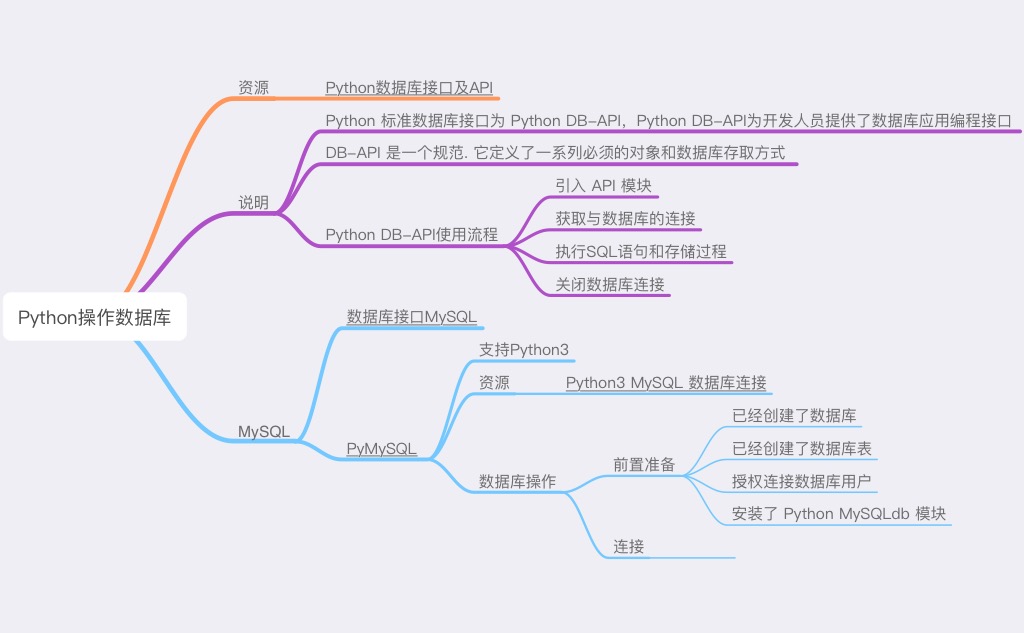 资源
Python数据库接口及API
Python 标准数据库接口为 Python DB-API，Python DB-API为开发人员提供了数据库应用编程接口
DB-API 是一个规范. 它定义了一系列必须的对象和数据库存取方式
说明
引入 API 模块
获取与数据库的连接
Python DB-API使用流程
执行SQL语句和存储过程
关闭数据库连接
Python操作数据库
数据库接口MySQL
支持Python3
资源
Python3 MySQL 数据库连接
MySQL
PyMySQL
已经创建了数据库
已经创建了数据库表
前置准备
数据库操作
授权连接数据库用户
安装了 Python MySQLdb 模块
连接